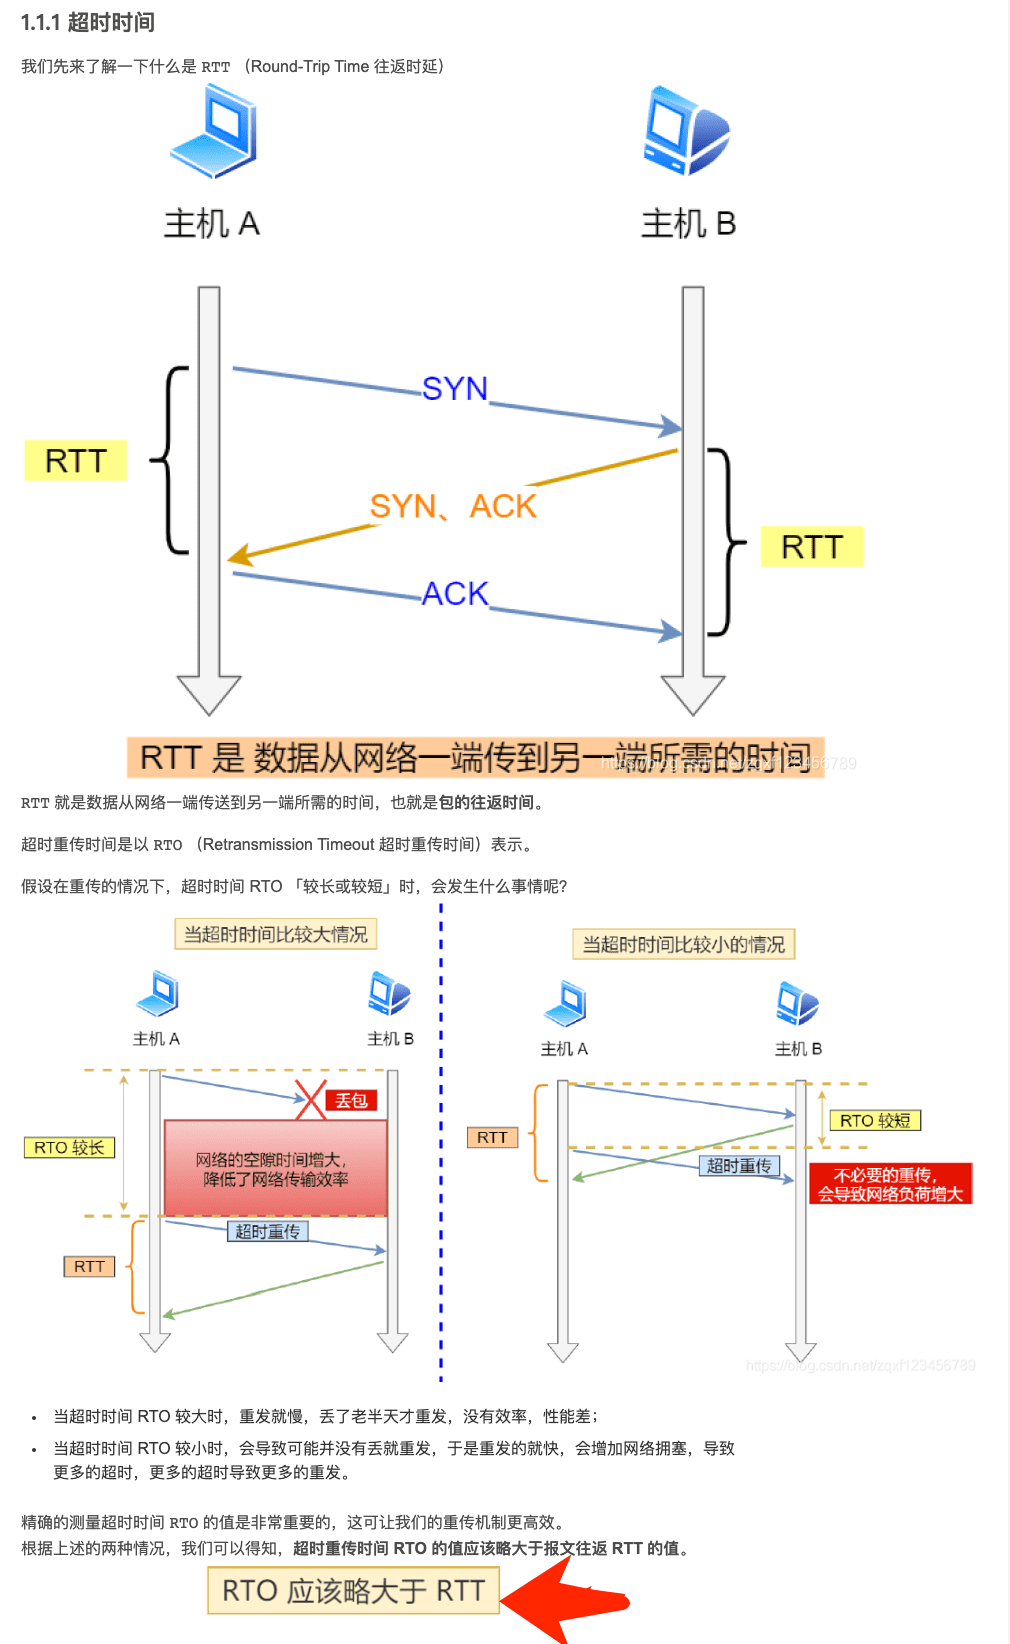 1.1.1 超时时间
我们先来了解一下什么是 RTT （Round-Trip Time 往返时延）
主机 A
主机 B
SYN
RTT
SYN、ACK
RTT
ACK
RTT 是 数据从网络一端传到另一端所需的时间
https://blog.csdn.net/zqxf123456789
RTT 就是数据从网络一端传送到另一端所需的时间，也就是包的往返时间。
超时重传时间是以 RTO （Retransmission Timeout 超时重传时间）表示。
假设在重传的情况下，超时时间 RTO 「较长或较短」时，会发生什么事情呢？
当超时时间比较大情况
主机 A
主机 B
丢包
RTO 较长
网络的空隙时间增大，
降低了网络传输效率
超时重传
RTT
当超时时间比较小的情况
主机 A
主机 B
RTT
RTO 较短
超时重传
不必要的重传，
会导致网络负荷增大
https://blog.csdn.net/zqxf123456789
• 当超时时间 RTO 较大时，重发就慢，丢了老半天才重发，没有效率，性能差；
• 当超时时间 RTO 较小时，会导致可能并没有丢就重发，于是重发的就快，会增加网络拥塞，导致
更多的超时，更多的超时导致更多的重发。
精确的测量超时时间 RTO 的值是非常重要的，这可让我们的重传机制更高效。
根据上述的两种情况，我们可以得知，超时重传时间 RTO 的值应该略大于报文往返 RTT 的值。
RTO 应该略大于 RTT